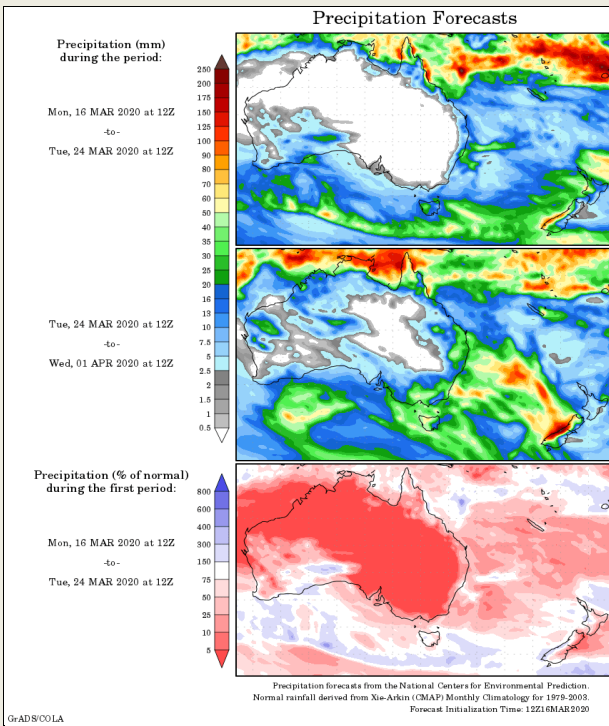 Precipitation Forecasts
Precipitation (mm)
during the period:
Mon, 16 MAR 2020 at 12Z
-to-
Tue, 24 MAR 2020 at 12Z
250
200
175
150
125
100
90
80
70
60
50
40
35
30
25
20
16
13
10
7.5
5
2.5
2
1.5
1
0.5
Tue, 24 MAR 2020 at 12Z
-to-
Wed, 01 APR 2020 at 12Z
Precipitation (% of normal)
during the first period:
Mon, 16 MAR 2020 at 12Z
-to-
Tue, 24 MAR 2020 at 12Z
800
600
400
300
150
75
50
25
10
5
Precipitation forecasts from the National Centers for Environmental Prediction.
Normal rainfall derived from Xie-Arkin (CMAP) Monthly Climatology for 1979-2003.
Forecast Initialization Time: 12Z16MAR2020
GrADS/COLA